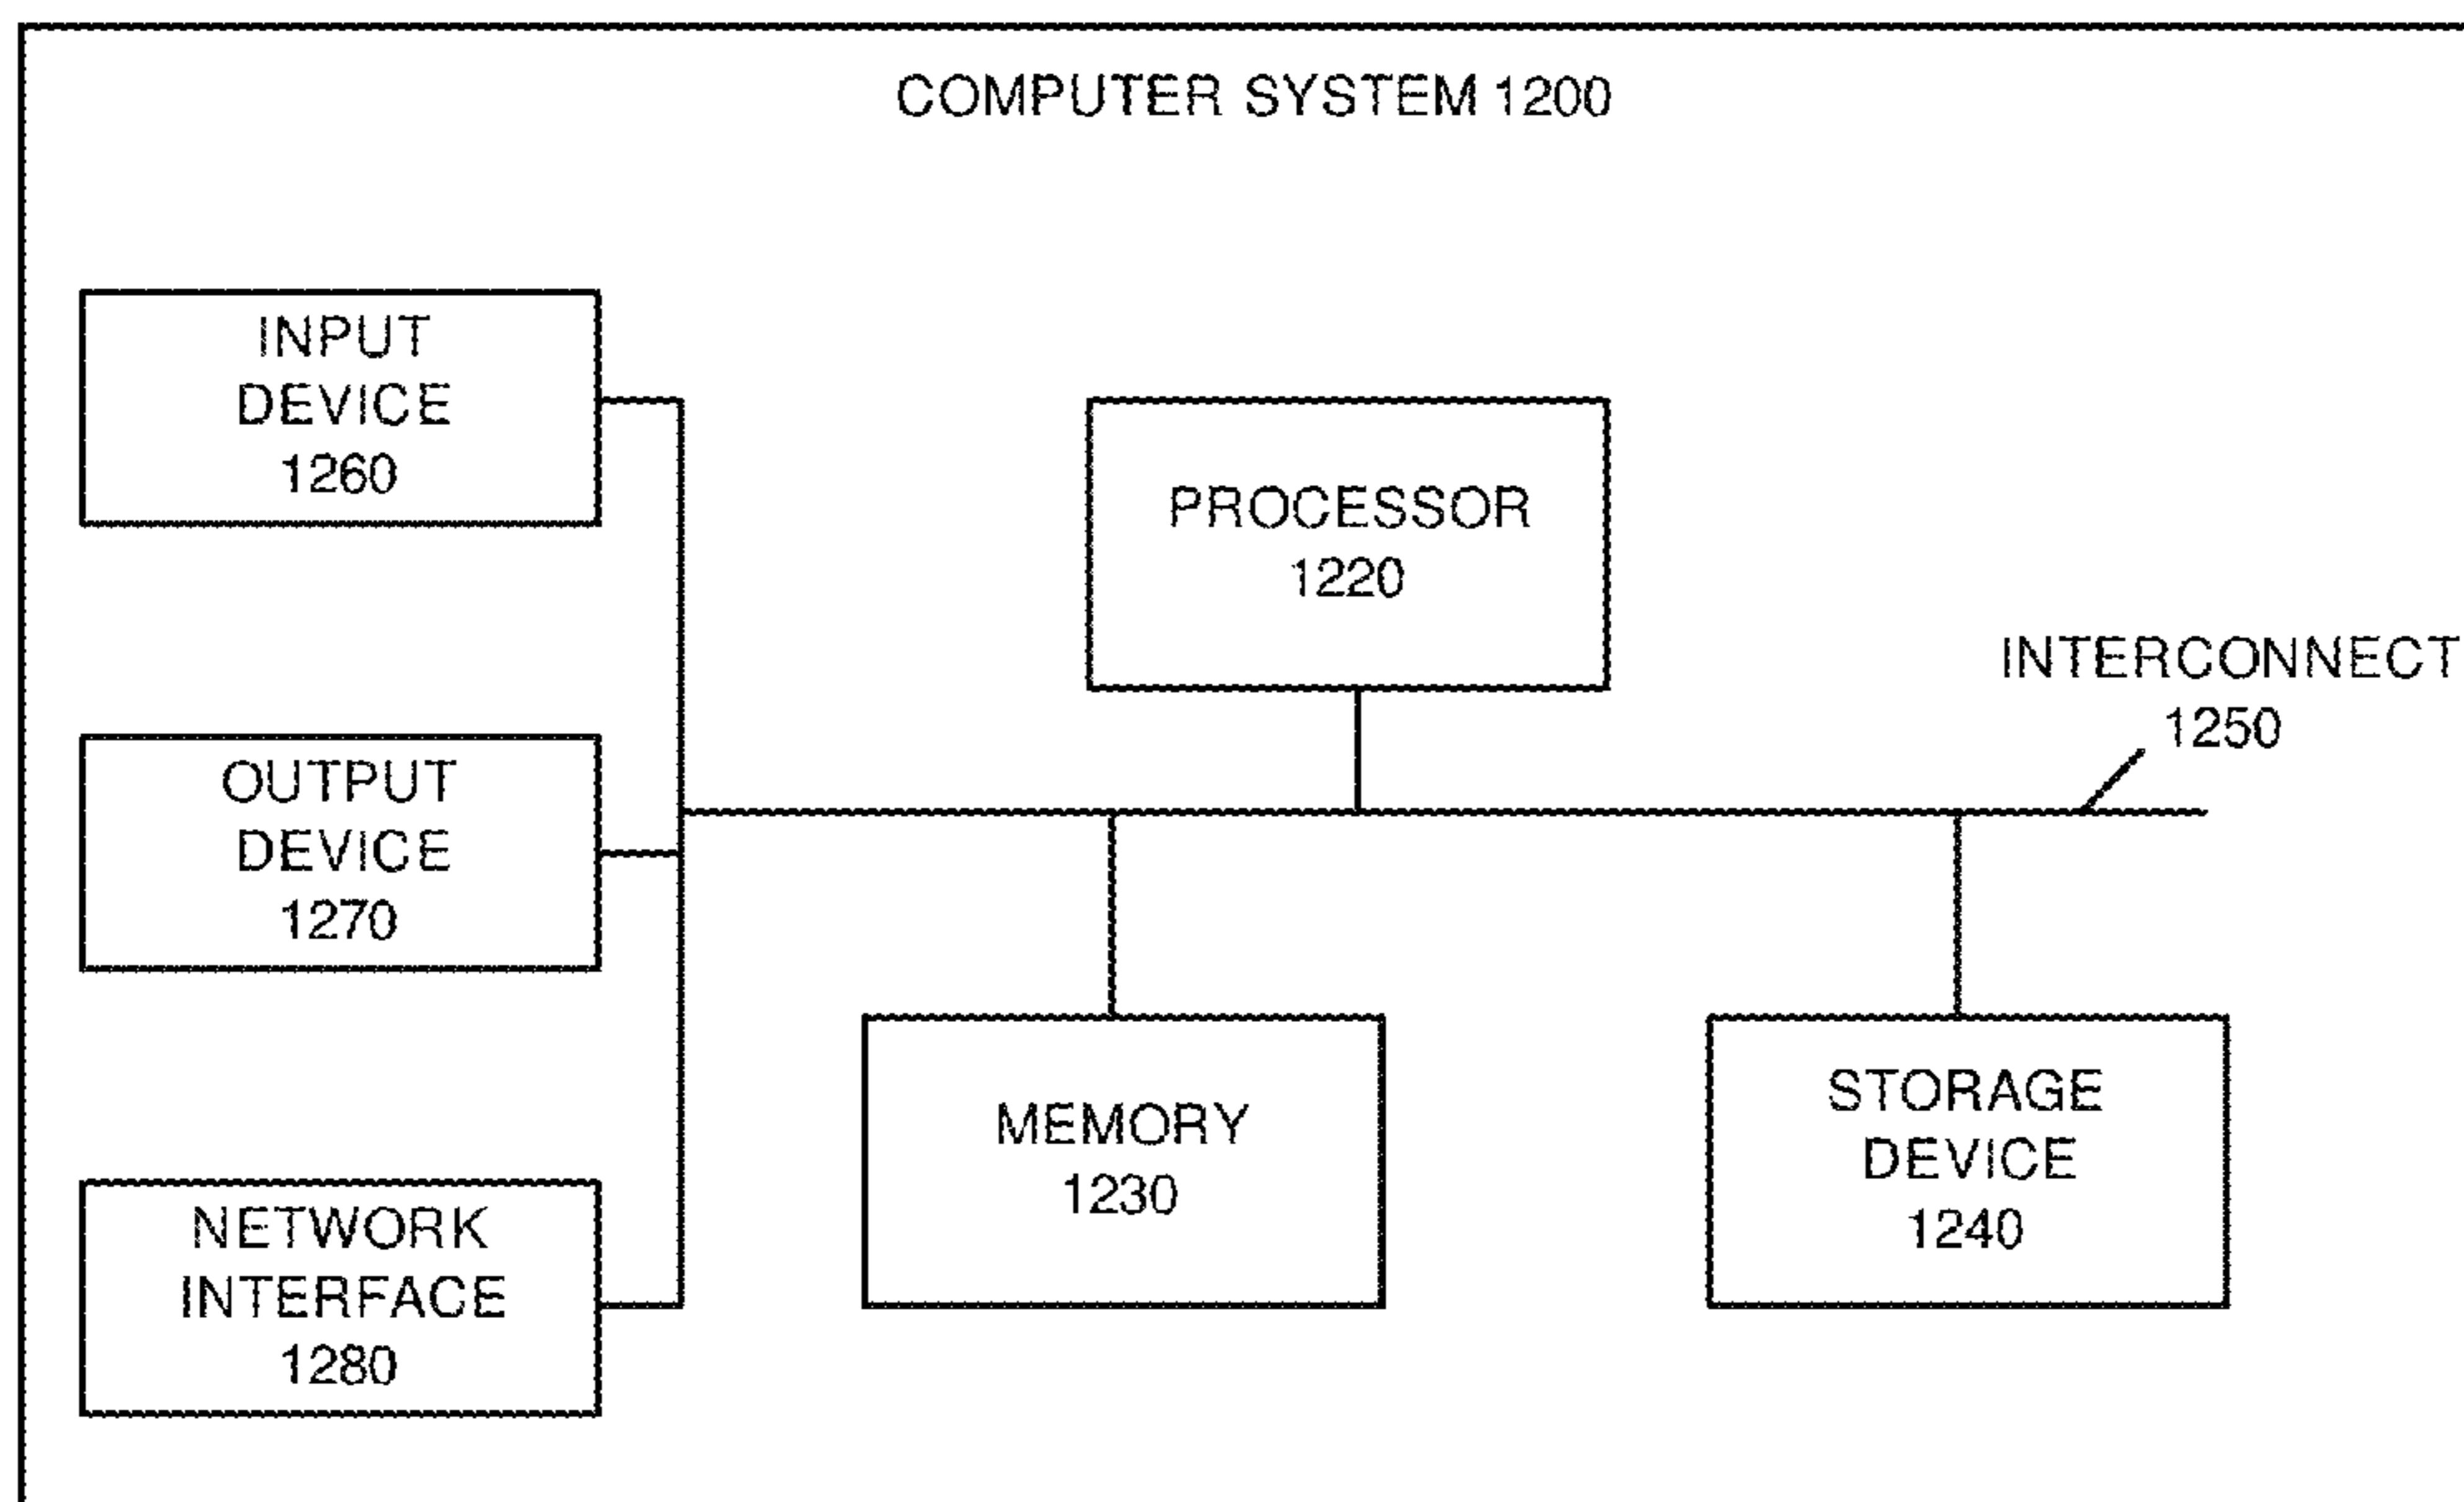 COMPUTER SYSTEM 1200
INPUT
DEVICE
1260
PROCESSOR
1220
INTERCONNECT
1250
OUTPUT
DEVICE
1270
MEMORY
1230
STORAGE
DEVICE
1240
NETWORK
INTERFACE
1280